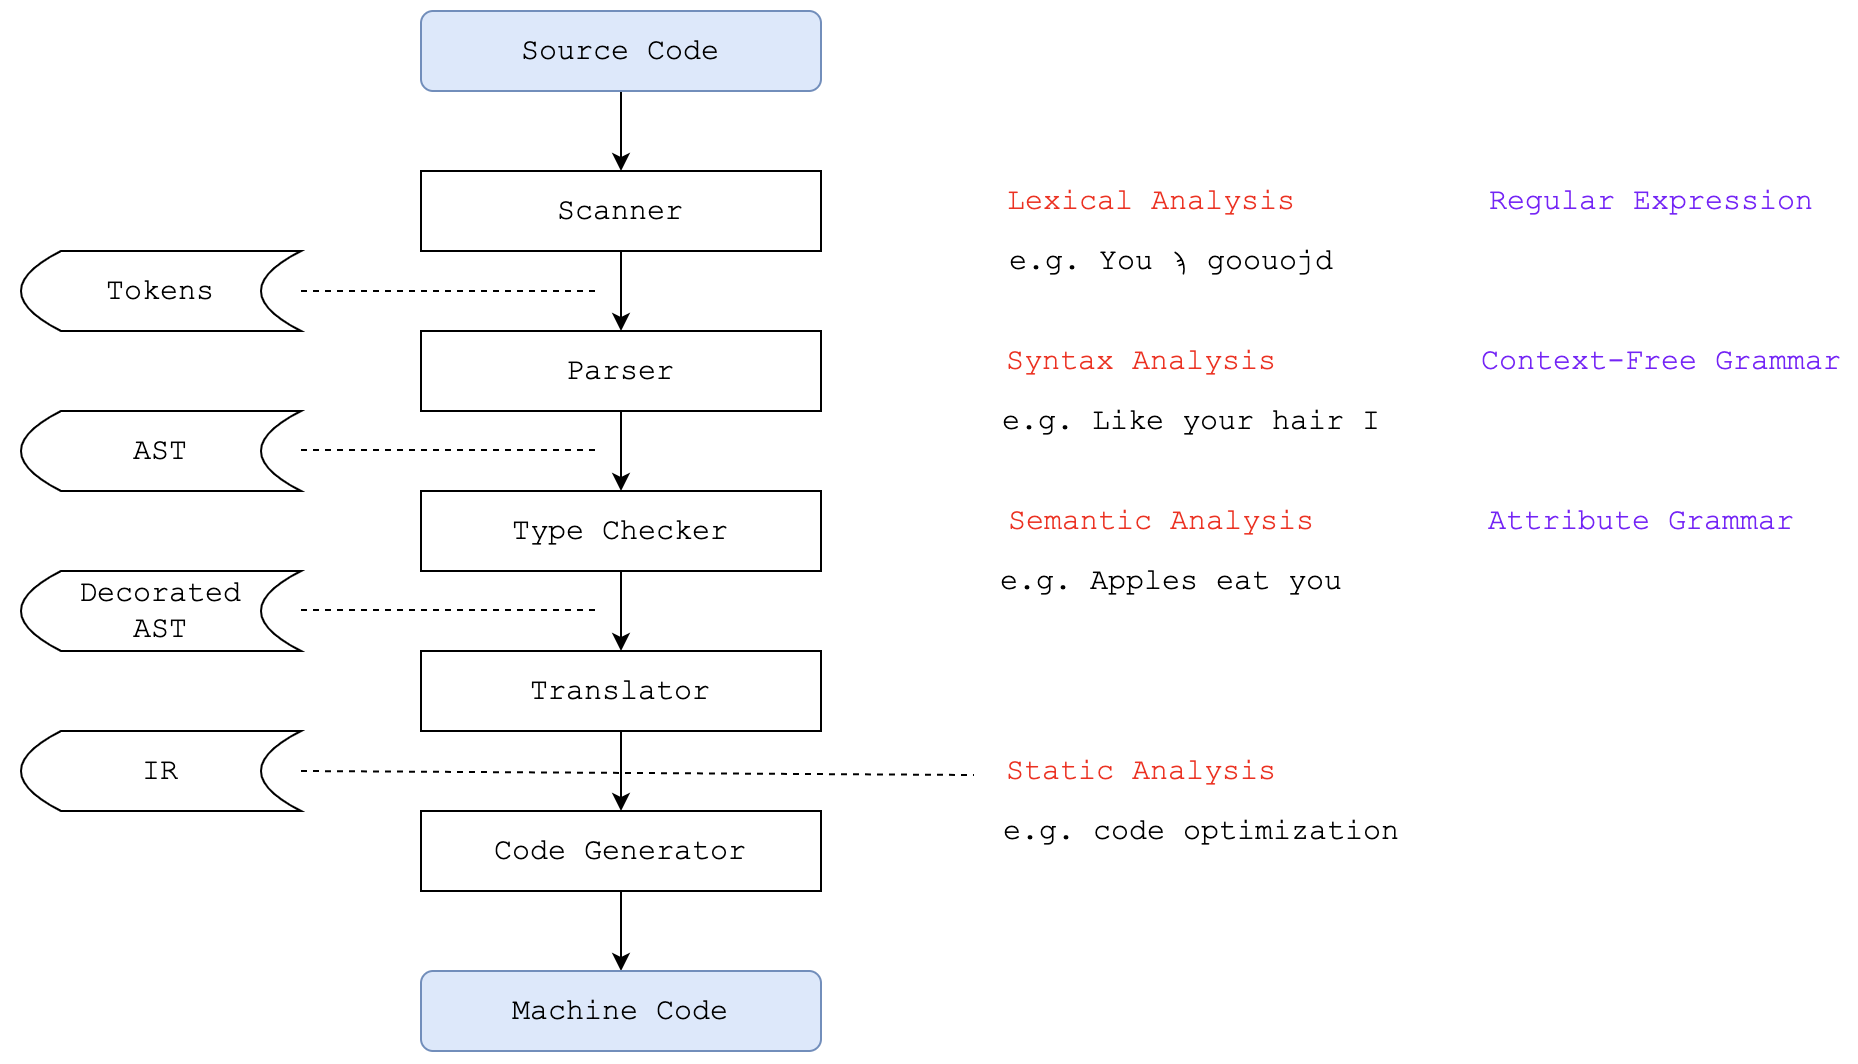 Source Code
Scanner
Lexical Analysis
Regular Expression
e.g. You goouojd
Tokens
Parser
Syntax Analysis
Context-Free Grammar
e.g. Like your hair I
AST
Type Checker
Semantic Analysis
Attribute Grammar
e.g. Apples eat you
Decorated
AST
Translator
IR
Static Analysis
e.g. code optimization
Code Generator
Machine Code